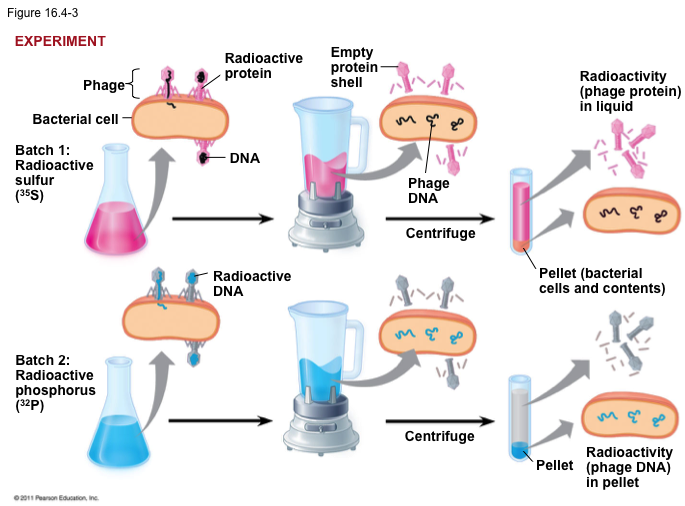 Figure 16.4-3
EXPERIMENT
Phage
Radioactive
protein
Bacterial cell
DNA
Batch 1:
Radioactive
sulfur
(³⁵S)
Empty
protein
shell
Phage
DNA
Centrifuge
Radioactivity
(phage protein)
in liquid
Pellet (bacterial
cells and contents)
Radioactive
DNA
Batch 2:
Radioactive
phosphorus
(³²P)
Centrifuge
Pellet
Radioactivity
(phage DNA)
in pellet
© 2011 Pearson Education, Inc.